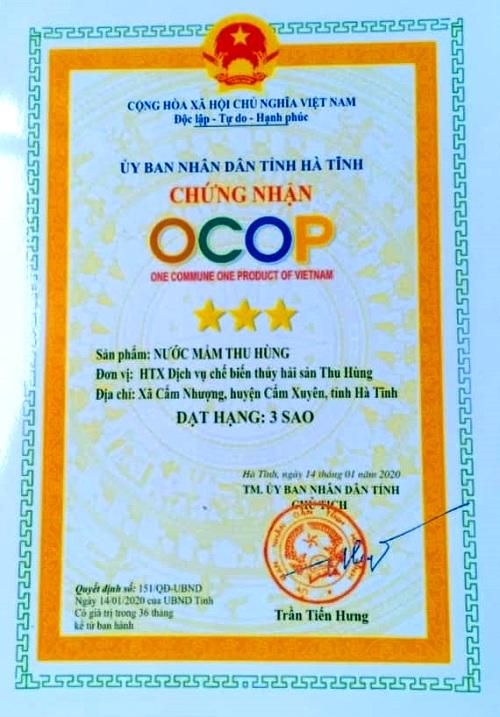 CỘNG HÒA XÃ HỘI CHỦ NGHĨA VIỆT NAM
Độc lập - Tự do - Hạnh phúc
ỦY BAN NHÂN DÂN TỈNH HÀ TĨNH
CHỨNG NHẬN
OCOP
ONE COMMUNE ONE PRODUCT OF VIETNAM
Sản phẩm: NƯỚC MẮM THU HÙNG
Đơn vị: HTX Dịch vụ chế biến thủy hải sản Thu Hùng
Địa chỉ: Xã Cẩm Nhượng, huyện Cẩm Xuyên, tỉnh Hà Tĩnh
ĐẠT HẠNG: 3 SAO
Hà Tĩnh, ngày 14 tháng 01 năm 2020
TM. ỦY BAN NHÂN DÂN TỈNH
CHỦ TỊCH
Quyết định số: 151/QĐ-UBND
Ngày 14/01/2020 của UBND Tỉnh
Có giá trị trong 36 tháng
kể từ ban hành
Trần Tiến Hưng